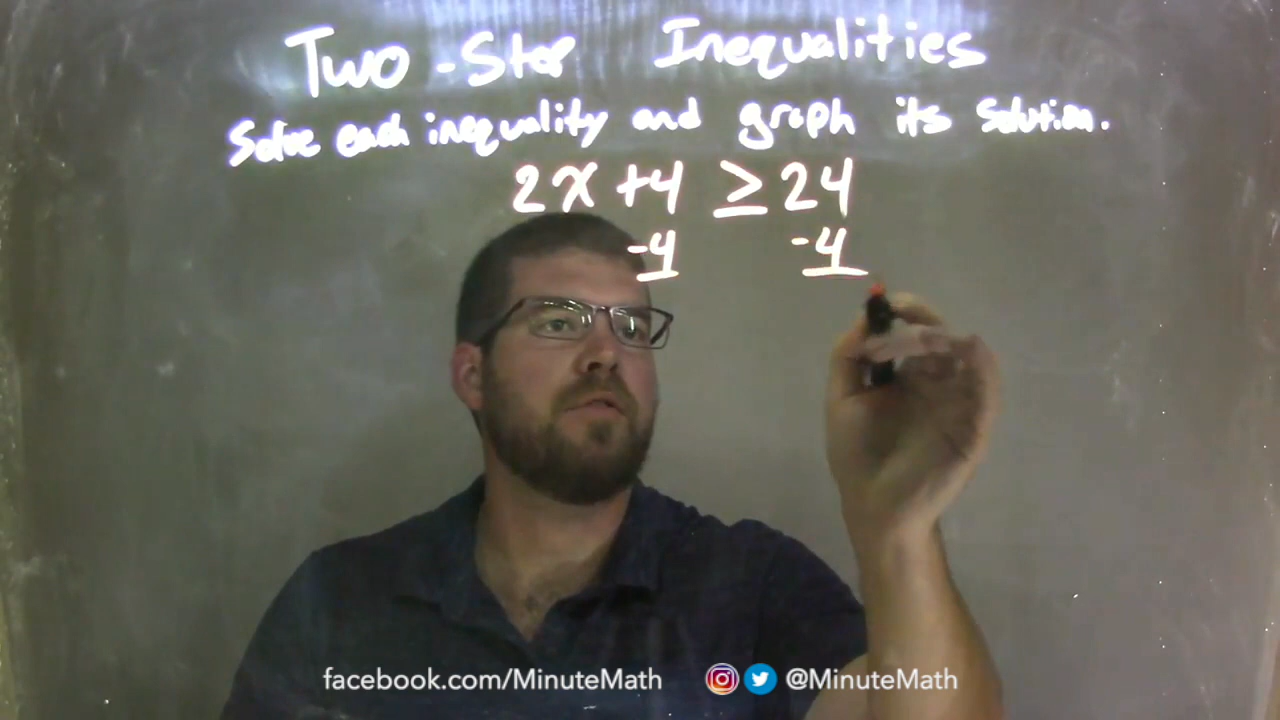 Two-Step Inequalities
Solve each inequality and graph its solution.
2x +4 ≥ 24
-4 -4
facebook.com/MinuteMath @MinuteMath